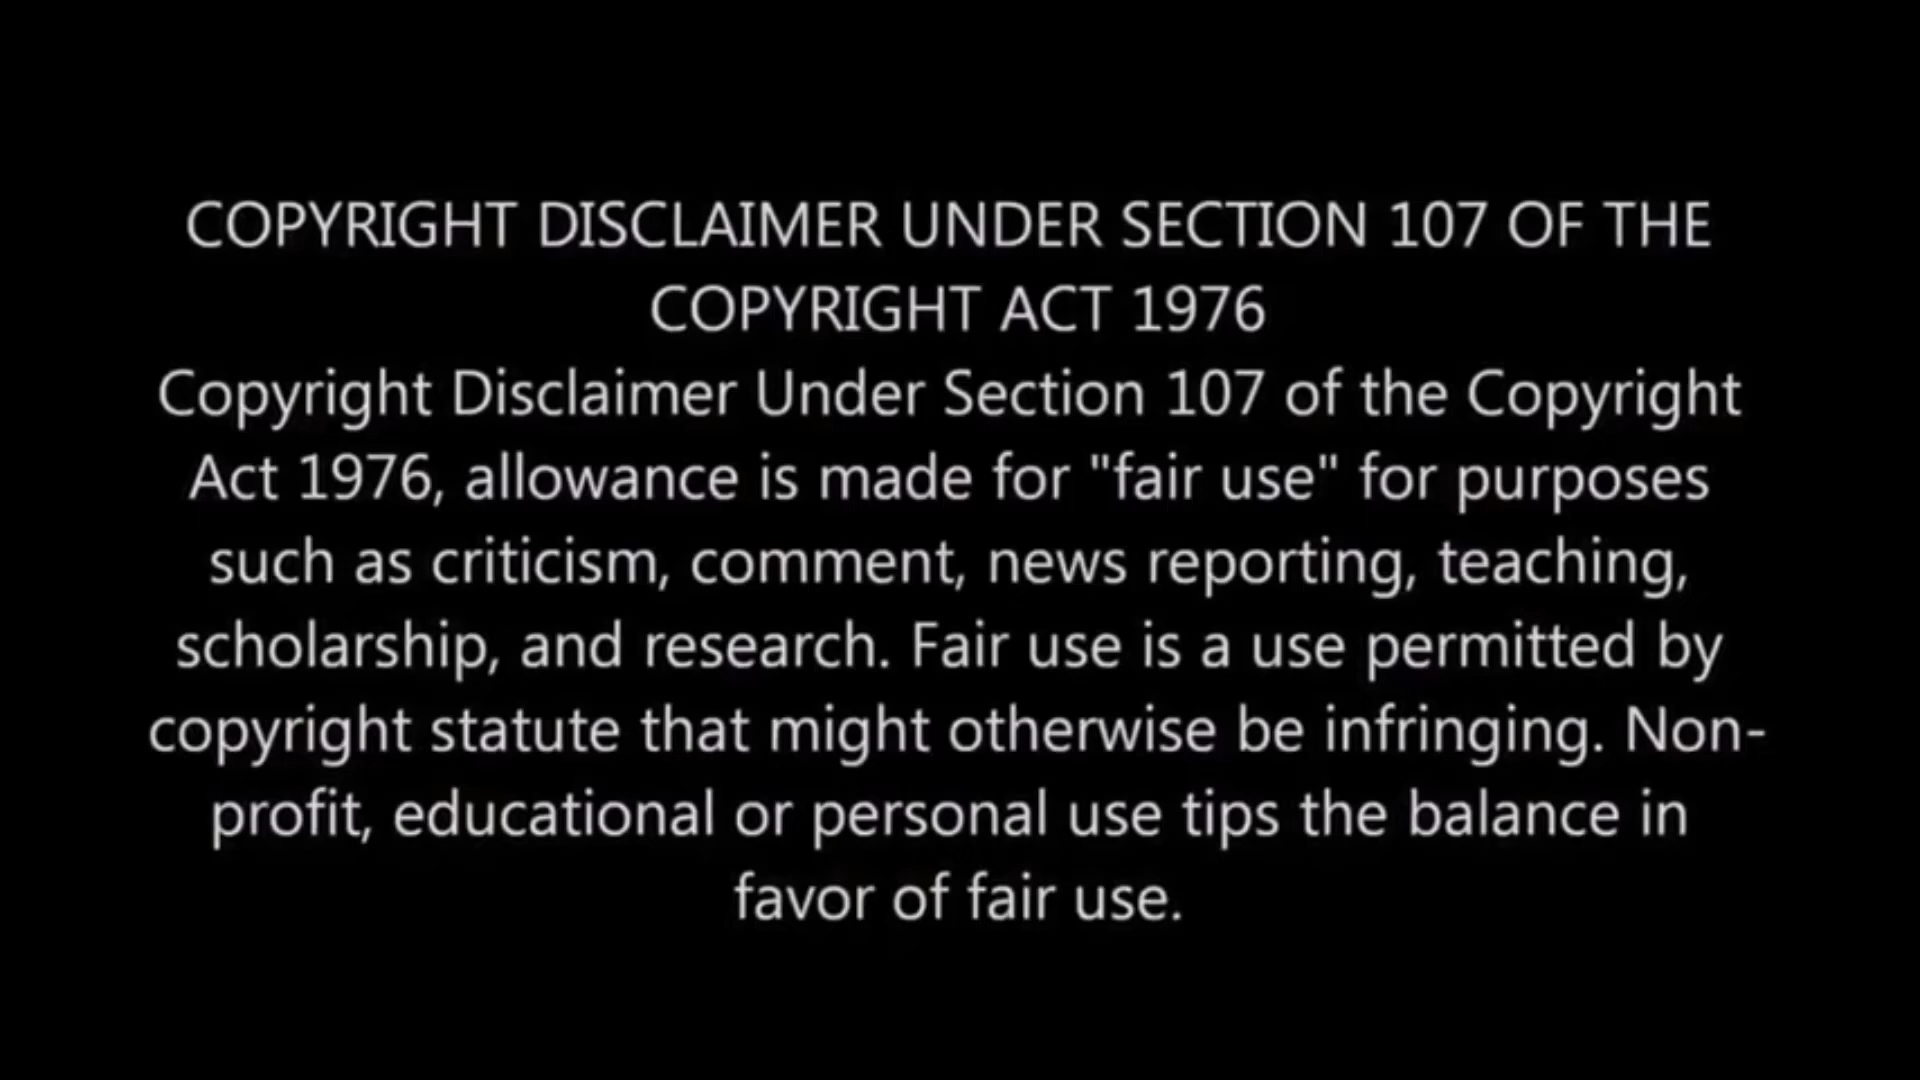 COPYRIGHT DISCLAIMER UNDER SECTION 107 OF THE
COPYRIGHT ACT 1976
Copyright Disclaimer Under Section 107 of the Copyright
Act 1976, allowance is made for "fair use" for purposes
such as criticism, comment, news reporting, teaching,
scholarship, and research. Fair use is a use permitted by
copyright statute that might otherwise be infringing. Non-
profit, educational or personal use tips the balance in
favor of fair use.